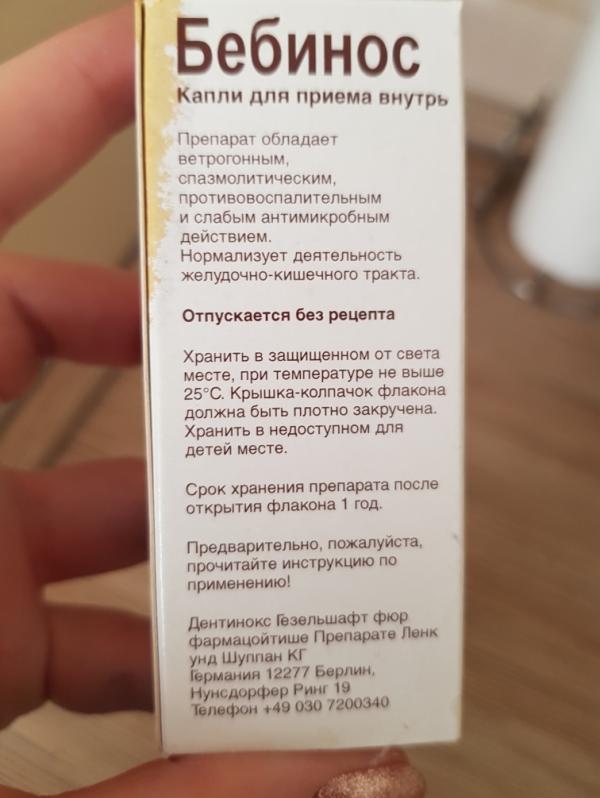 Бебинос
Капли для приема внутрь
Препарат обладает
ветрогонным,
спазмолитическим,
противовоспалительным
и слабым антимикробным
действием.
Нормализует деятельность
желудочно-кишечного тракта.
Отпускается без рецепта
Хранить в защищенном от света
месте, при температуре не выше
25°С. Крышка-колпачок флакона
должна быть плотно закручена.
Хранить в недоступном для
детей месте.
Срок хранения препарата после
открытия флакона 1 год.
Предварительно, пожалуйста,
прочитайте инструкцию по
применению!
Дентинокс Гезельшафт фюр
фармацойтише Препарате Ленк
унд Шуппан КГ
Германия 12277 Берлин,
Нунсдорфер Ринг 19
Телефон +49 030 7200340